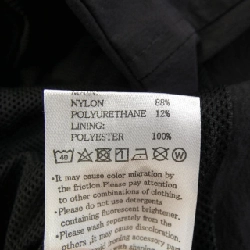 NYLON 88%
POLYURETHANE 12%
LINING:
POLYESTER 100%
40
•It may cause color migration by
the friction. Please pay attention
to other combinations of clothing.
•Please do not use detergents
containing fluorescent brightener.
•Please wash separately from the
others. It may cause discoloration.
accessory part